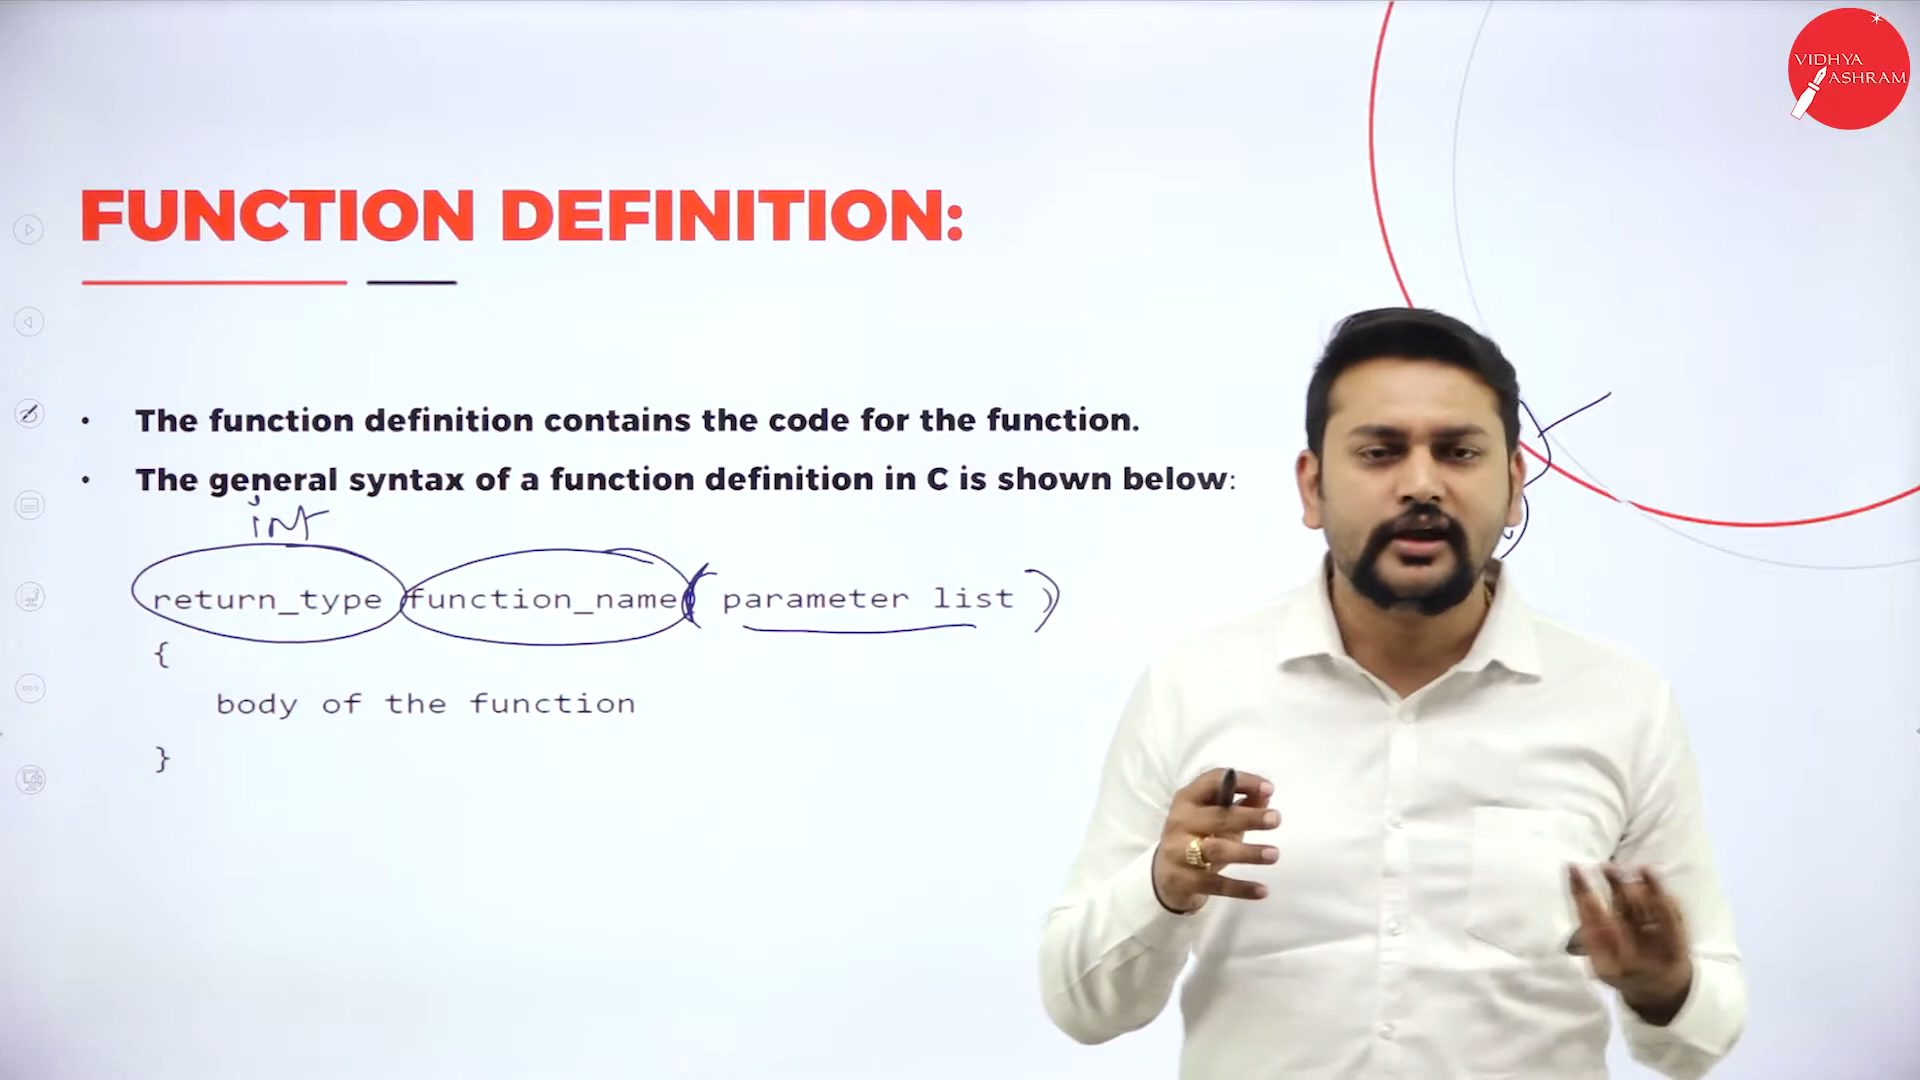 VIDHYA
ASHRAM
FUNCTION DEFINITION:
• The function definition contains the code for the function.
• The general syntax of a function definition in C is shown below:
int
return_type function_name( parameter list )
{
body of the function
}